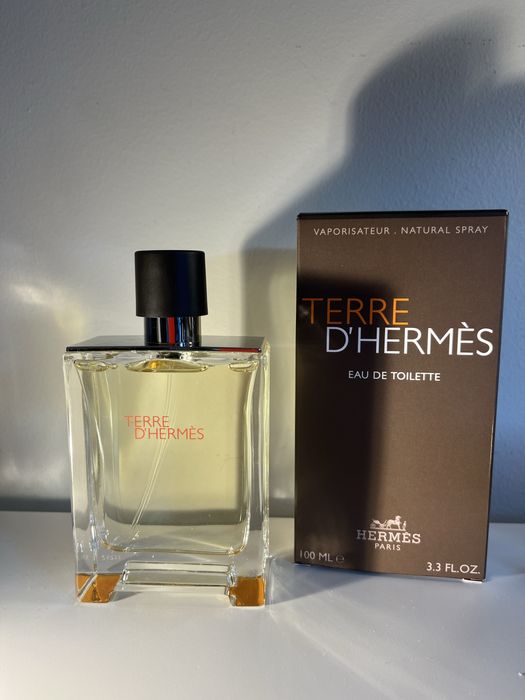 TERRE
D'HERMÈS
VAPORISATEUR . NATURAL SPRAY
TERRE
D'HERMÈS
EAU DE TOILETTE
HERMÈS
PARIS
100 ML e
3.3 FL.OZ.